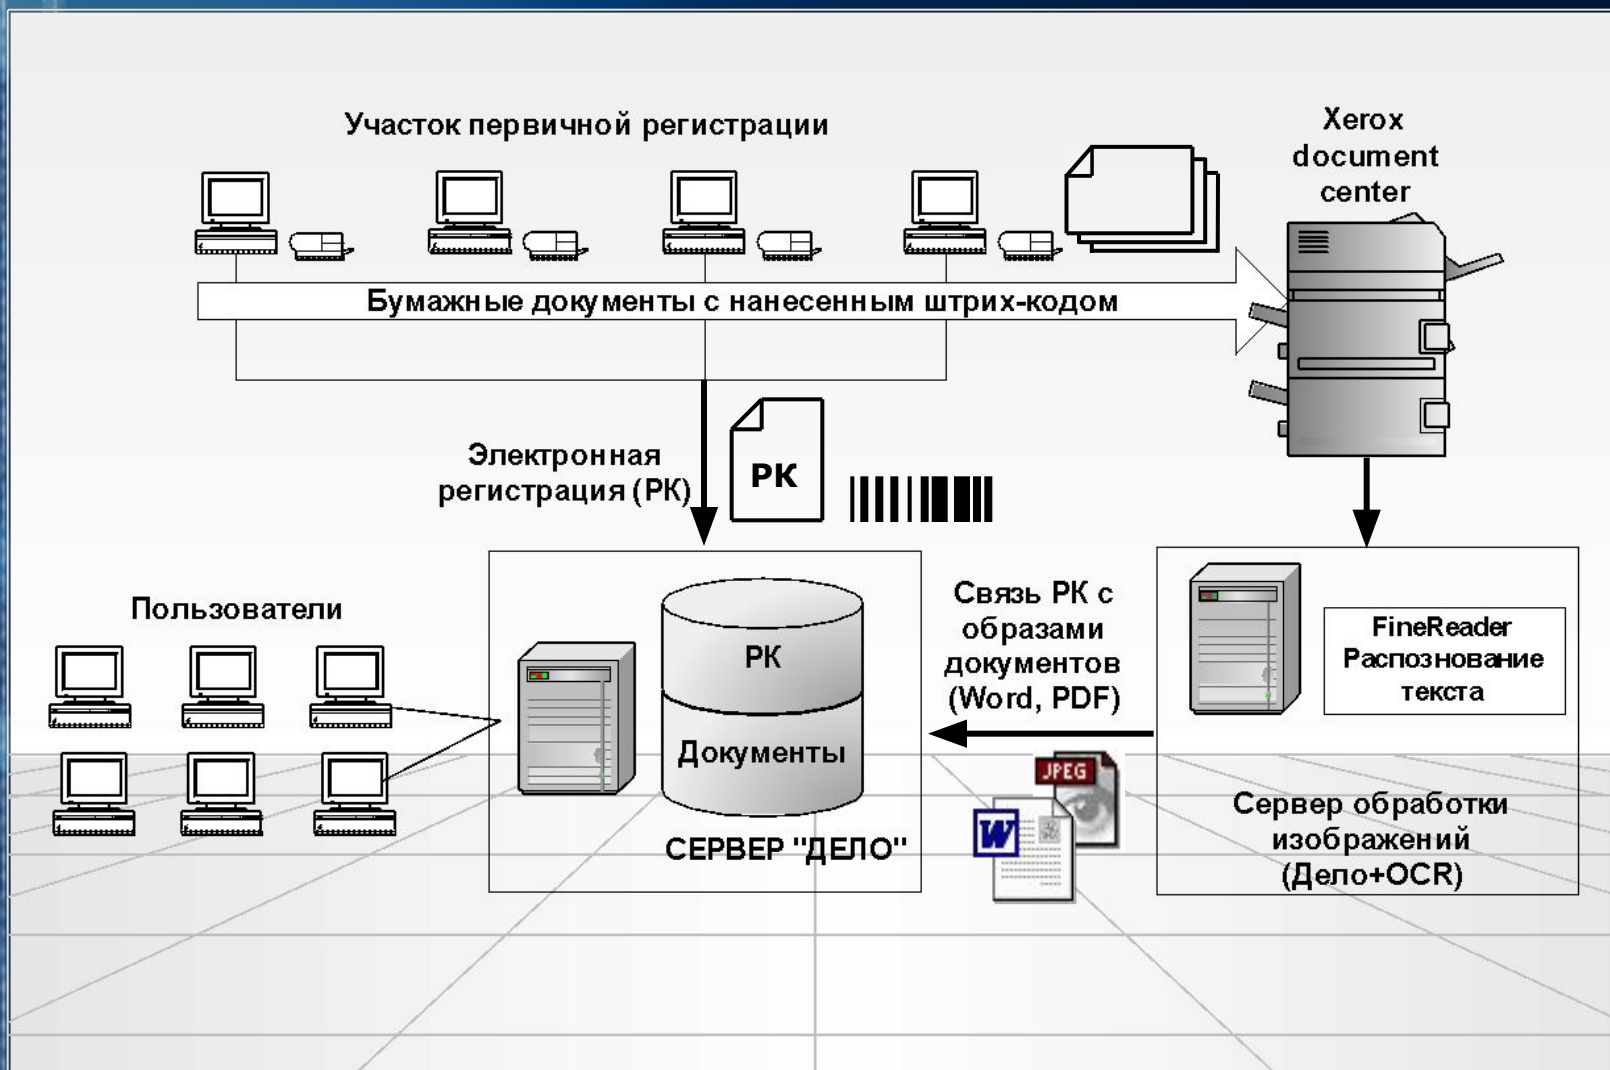 Участок первичной регистрации
Xerox
document
center
Бумажные документы с нанесенным штрих-кодом
Электронная
регистрация (РК)
РК
Пользователи
РК
Документы
СЕРВЕР "ДЕЛО"
Связь РК с
образами
документов
(Word, PDF)
JPEG
W
FineReader
Распознование
текста
Сервер обработки
изображений
(Дело+OCR)